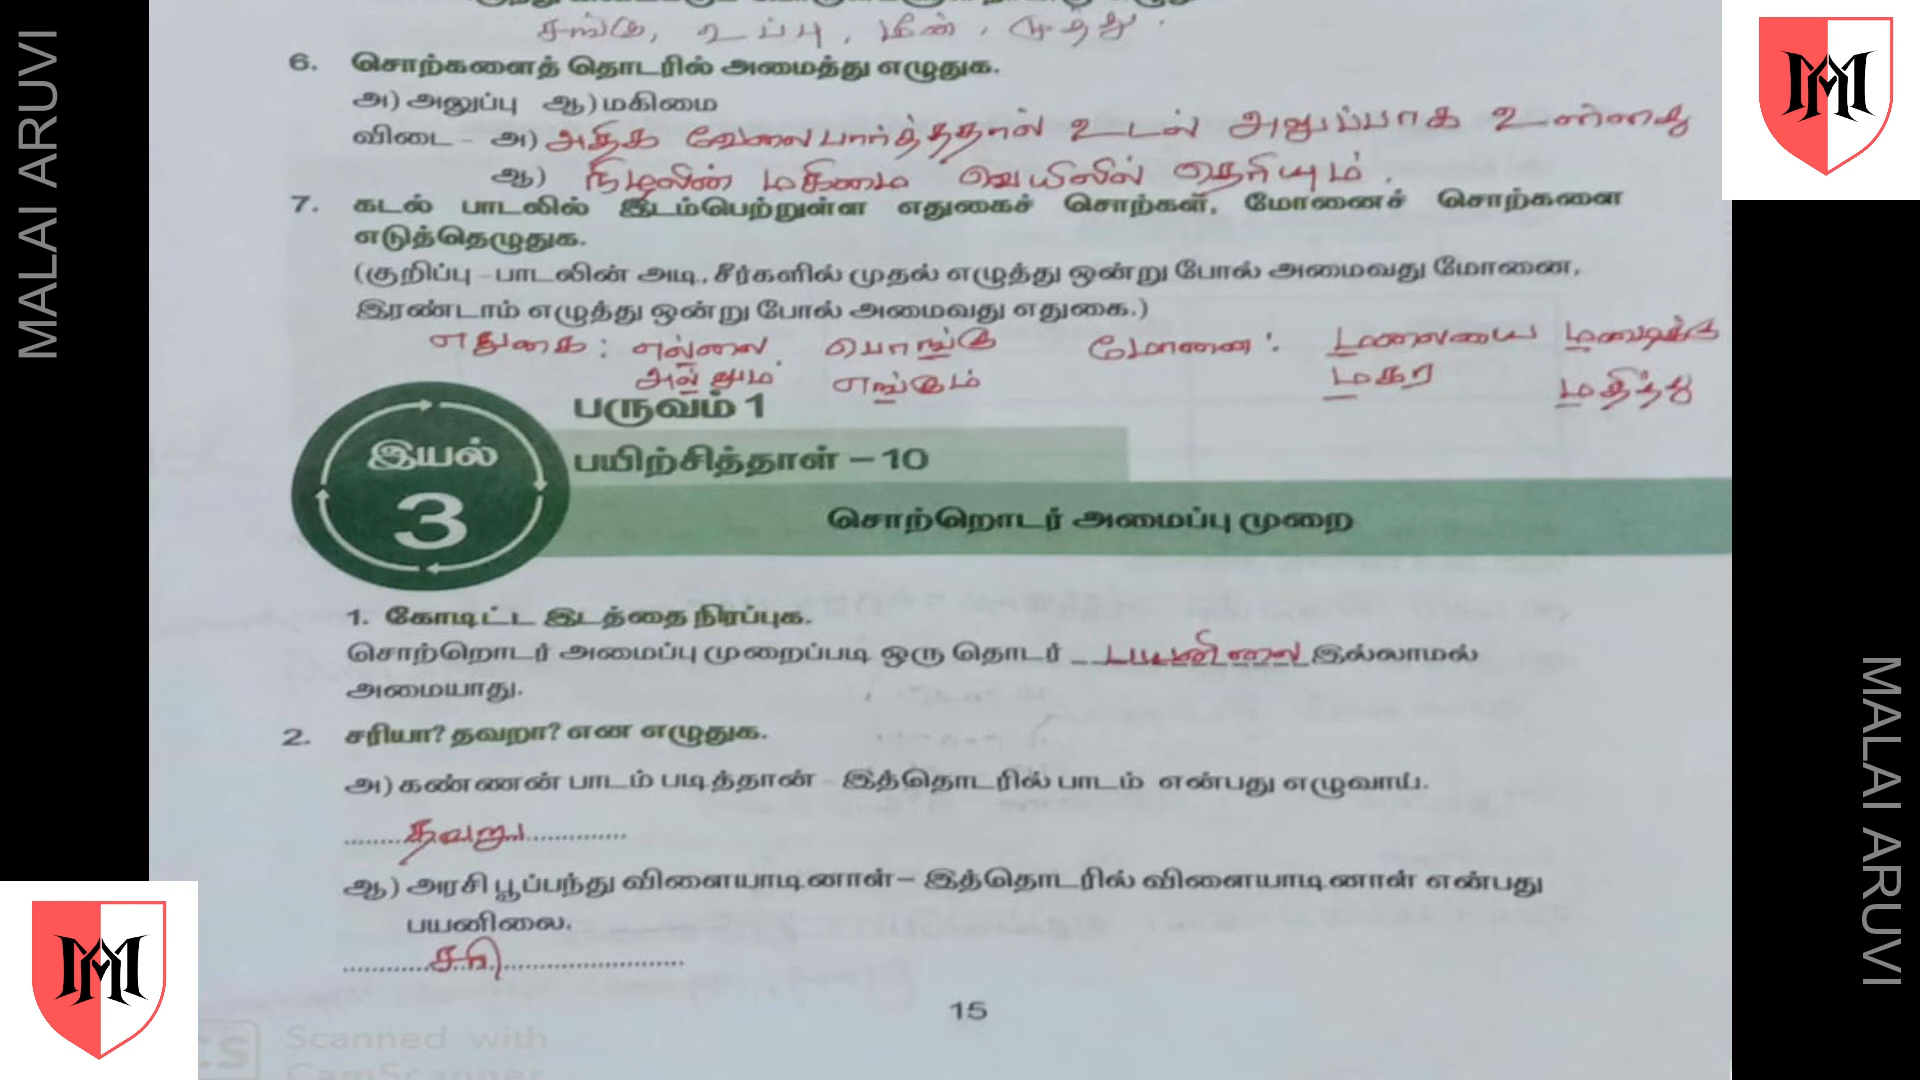 சங்கு, உப்பு, மீன், முத்து.
6. சொற்களைத் தொடரில் அமைத்து எழுதுக.
அ) அலுப்பு ஆ) மகிமை
விடை - அ) அதிக வேலை பார்த்ததால் உடல் அலுப்பாக உள்ளது
ஆ) நிழலின் மகிமை வெயிலில் தெரியும்.
7. கடல் பாடலில் இடம்பெற்றுள்ள எதுகைச் சொற்கள், மோனைச் சொற்களை
எடுத்தெழுதுக.
(குறிப்பு - பாடலின் அடி, சீர்களில் முதல் எழுத்து ஒன்று போல் அமைவது மோனை,
இரண்டாம் எழுத்து ஒன்று போல் அமைவது எதுகை.)
எதுகை : எல்லை பொங்கு மோனை : மலையை
அல்லும் எங்கும் மகர மதித்து
பருவம் 1
இயல்
3
பயிற்சித்தாள் – 10
சொற்றொடர் அமைப்பு முறை
1. கோடிட்ட இடத்தை நிரப்புக.
சொற்றொடர் அமைப்பு முறைப்படி ஒரு தொடர் பயனிலை இல்லாமல்
அமையாது.
2. சரியா? தவறா? என எழுதுக.
அ) கண்ணன் பாடம் படித்தான் - இத்தொடரில் பாடம் என்பது எழுவாய்.
........தவறு...............
ஆ) அரசி பூப்பந்து விளையாடினாள் – இத்தொடரில் விளையாடினாள் என்பது
பயனிலை.
............சரி..........................
15
CS Scanned with
CamScanner
MALAI ARUVI
MALAI ARUVI